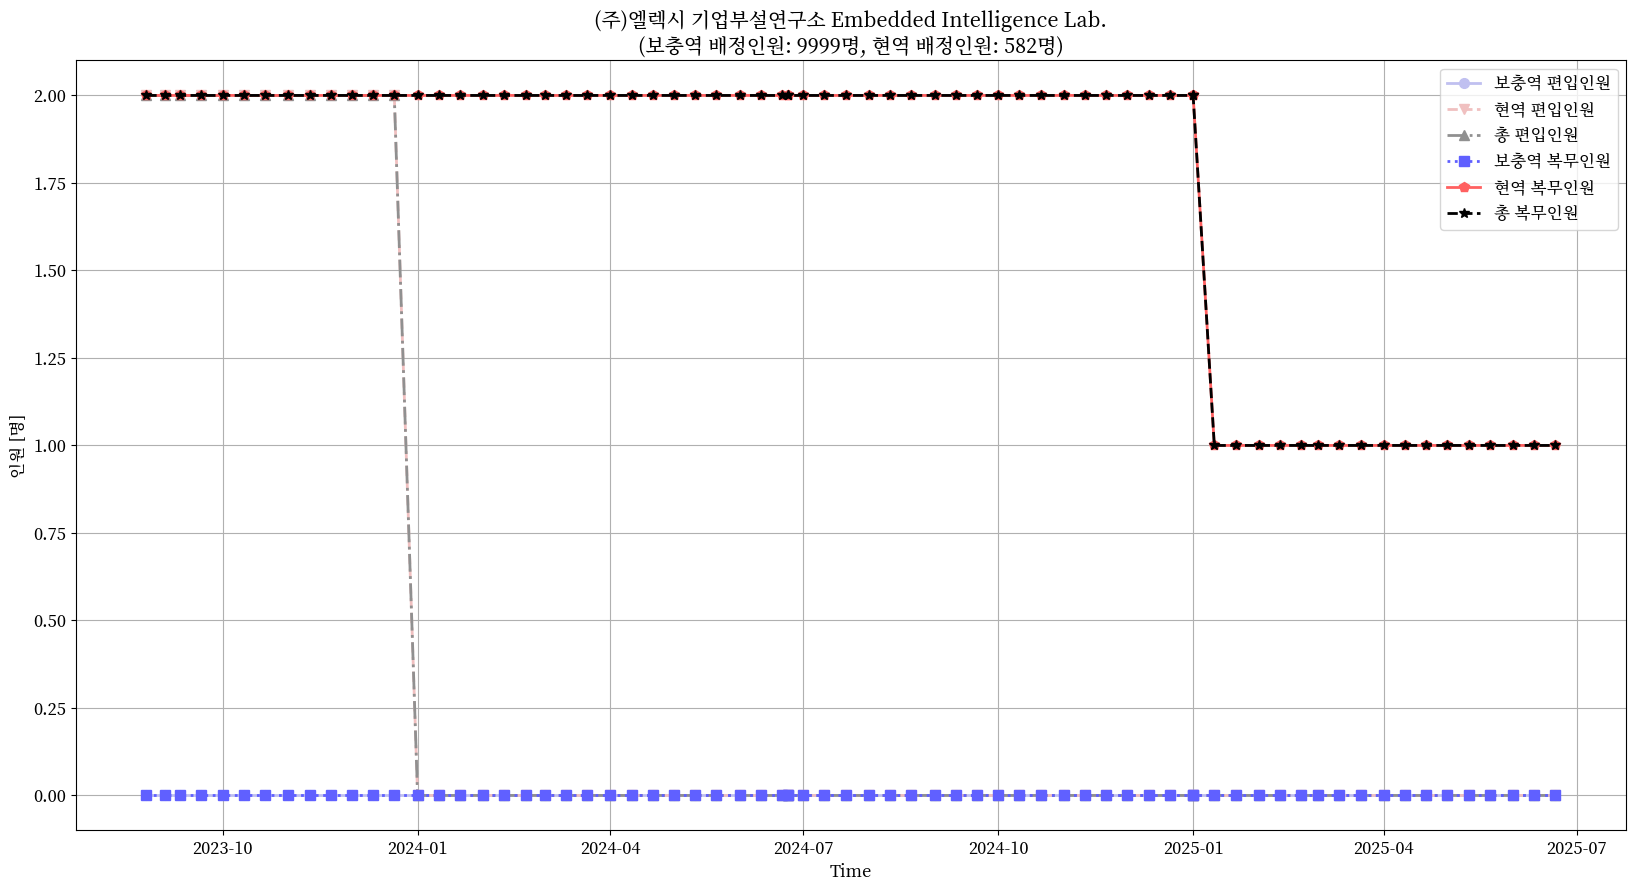 (주)엘렉시 기업부설연구소 Embedded Intelligence Lab.
(보충역 배정인원: 9999명, 현역 배정인원: 582명)
보충역 편입인원
현역 편입인원
총 편입인원
보충역 복무인원
현역 복무인원
총 복무인원
인원 [명]
2.00
1.75
1.50
1.25
1.00
0.75
0.50
0.25
0.00
2023-10
2024-01
2024-04
2024-07
2024-10
2025-01
2025-04
2025-07
Time